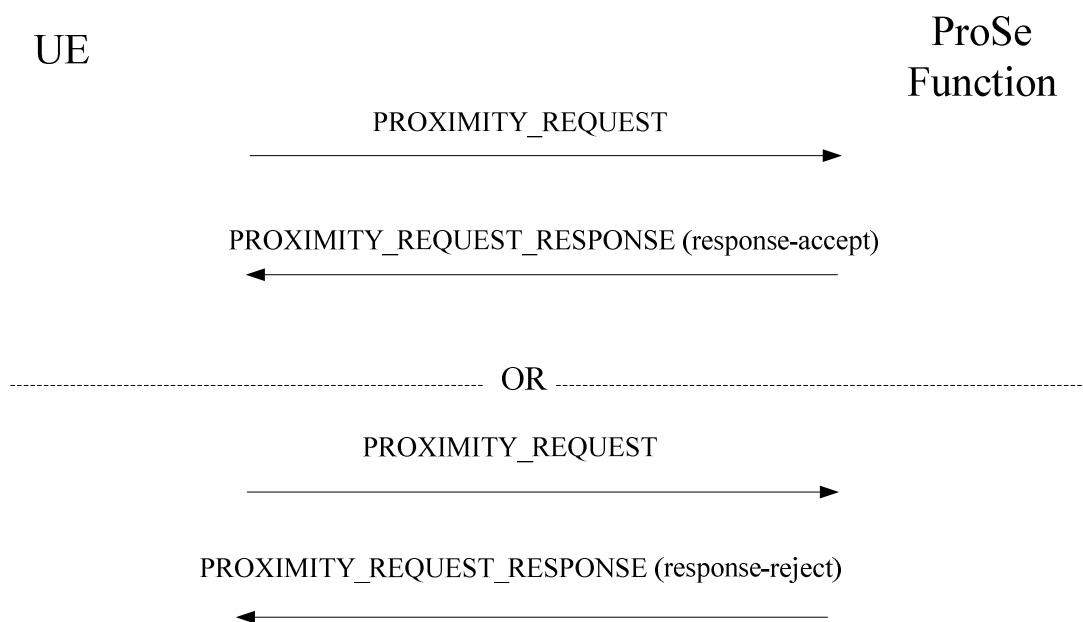 UE
ProSe
Function
PROXIMITY_REQUEST
PROXIMITY_REQUEST_RESPONSE (response-accept)
OR
PROXIMITY_REQUEST
PROXIMITY_REQUEST_RESPONSE (response-reject)